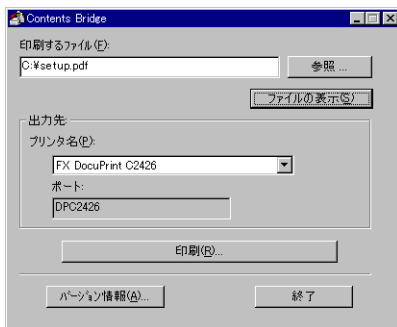 Contents Bridge
印刷するファイル(F):
C:¥setup.pdf
参照 ...
ファイルの表示(S)
出力先
プリンタ名(P):
FX DocuPrint C2426
ポート:
DPC2426
印刷(R)...
バージョン情報(A)...
終了